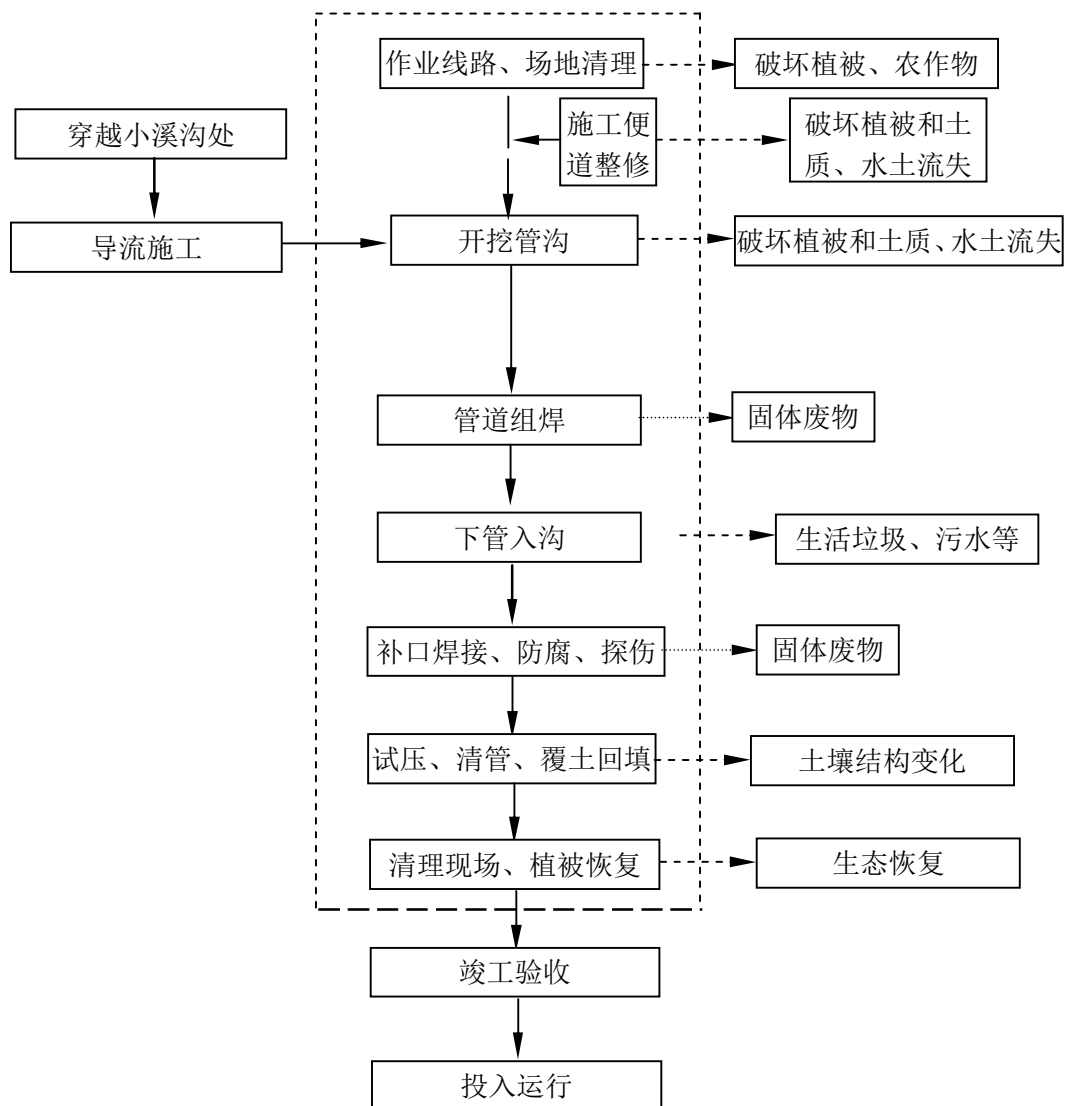 作业线路、场地清理
破坏植被、农作物
穿越小溪沟处
施工便
道整修
破坏植被和土
质、水土流失
导流施工
开挖管沟
破坏植被和土质、水土流失
管道组焊
固体废物
下管入沟
生活垃圾、污水等
补口焊接、防腐、探伤
固体废物
试压、清管、覆土回填
土壤结构变化
清理现场、植被恢复
生态恢复
竣工验收
投入运行